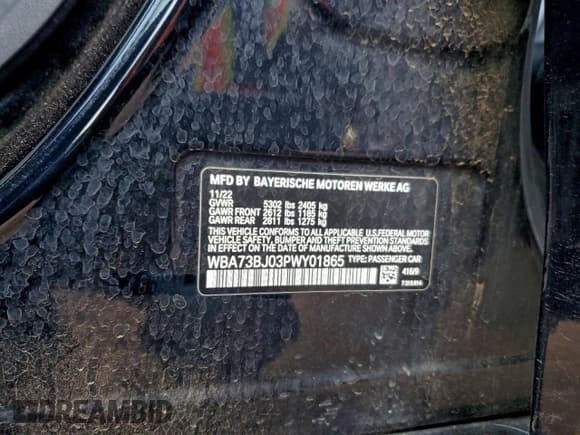 MFD BY BAYERISCHE MOTOREN WERKE AG
11/22
GVWR 5302 lbs 2405 kg
GAWR FRONT 2612 lbs 1185 kg
GAWR REAR 2811 lbs 1275 kg
THIS VEHICLE CONFORMS TO ALL APPLICABLE U.S. FEDERAL MOTOR
VEHICLE SAFETY, BUMPER, AND THEFT PREVENTION STANDARDS
IN EFFECT ON THE DATE OF MANUFACTURE SHOWN ABOVE.
WBA73BJ03PWY01865 TYPE: PASSENGER CAR
416/9
DREAMBID